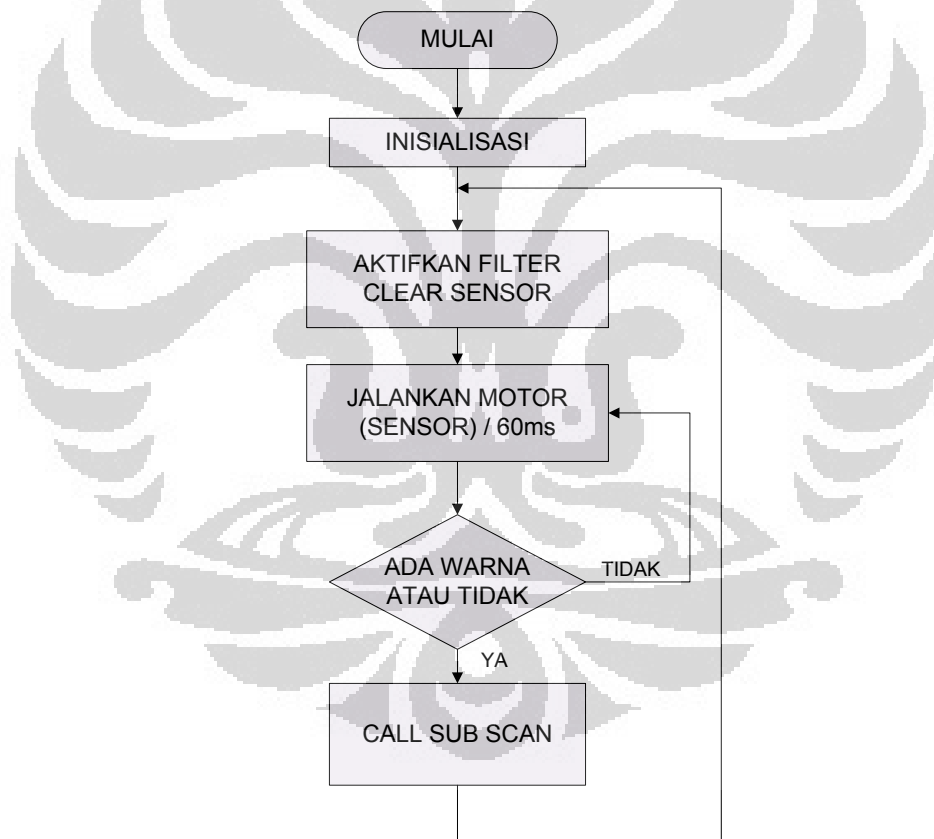 MULAI
INISIALISASI
AKTIFKAN FILTER
CLEAR SENSOR
JALANKAN MOTOR
(SENSOR) / 60ms
ADA WARNA
ATAU TIDAK
TIDAK
YA
CALL SUB SCAN